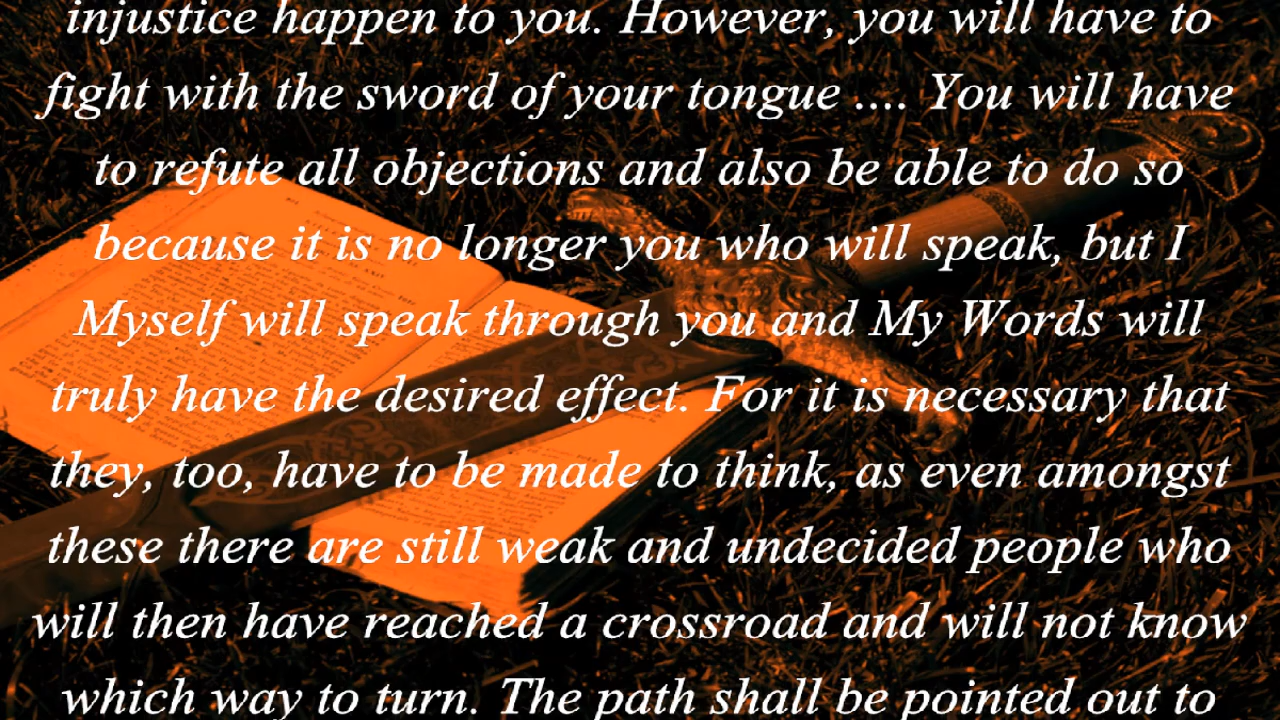 injustice happen to you. However, you will have to
fight with the sword of your tongue .... You will have
to refute all objections and also be able to do so
because it is no longer you who will speak, but I
Myself will speak through you and My Words will
truly have the desired effect. For it is necessary that
they, too, have to be made to think, as even amongst
these there are still weak and undecided people who
will then have reached a crossroad and will not know
which way to turn. The path shall be pointed out to